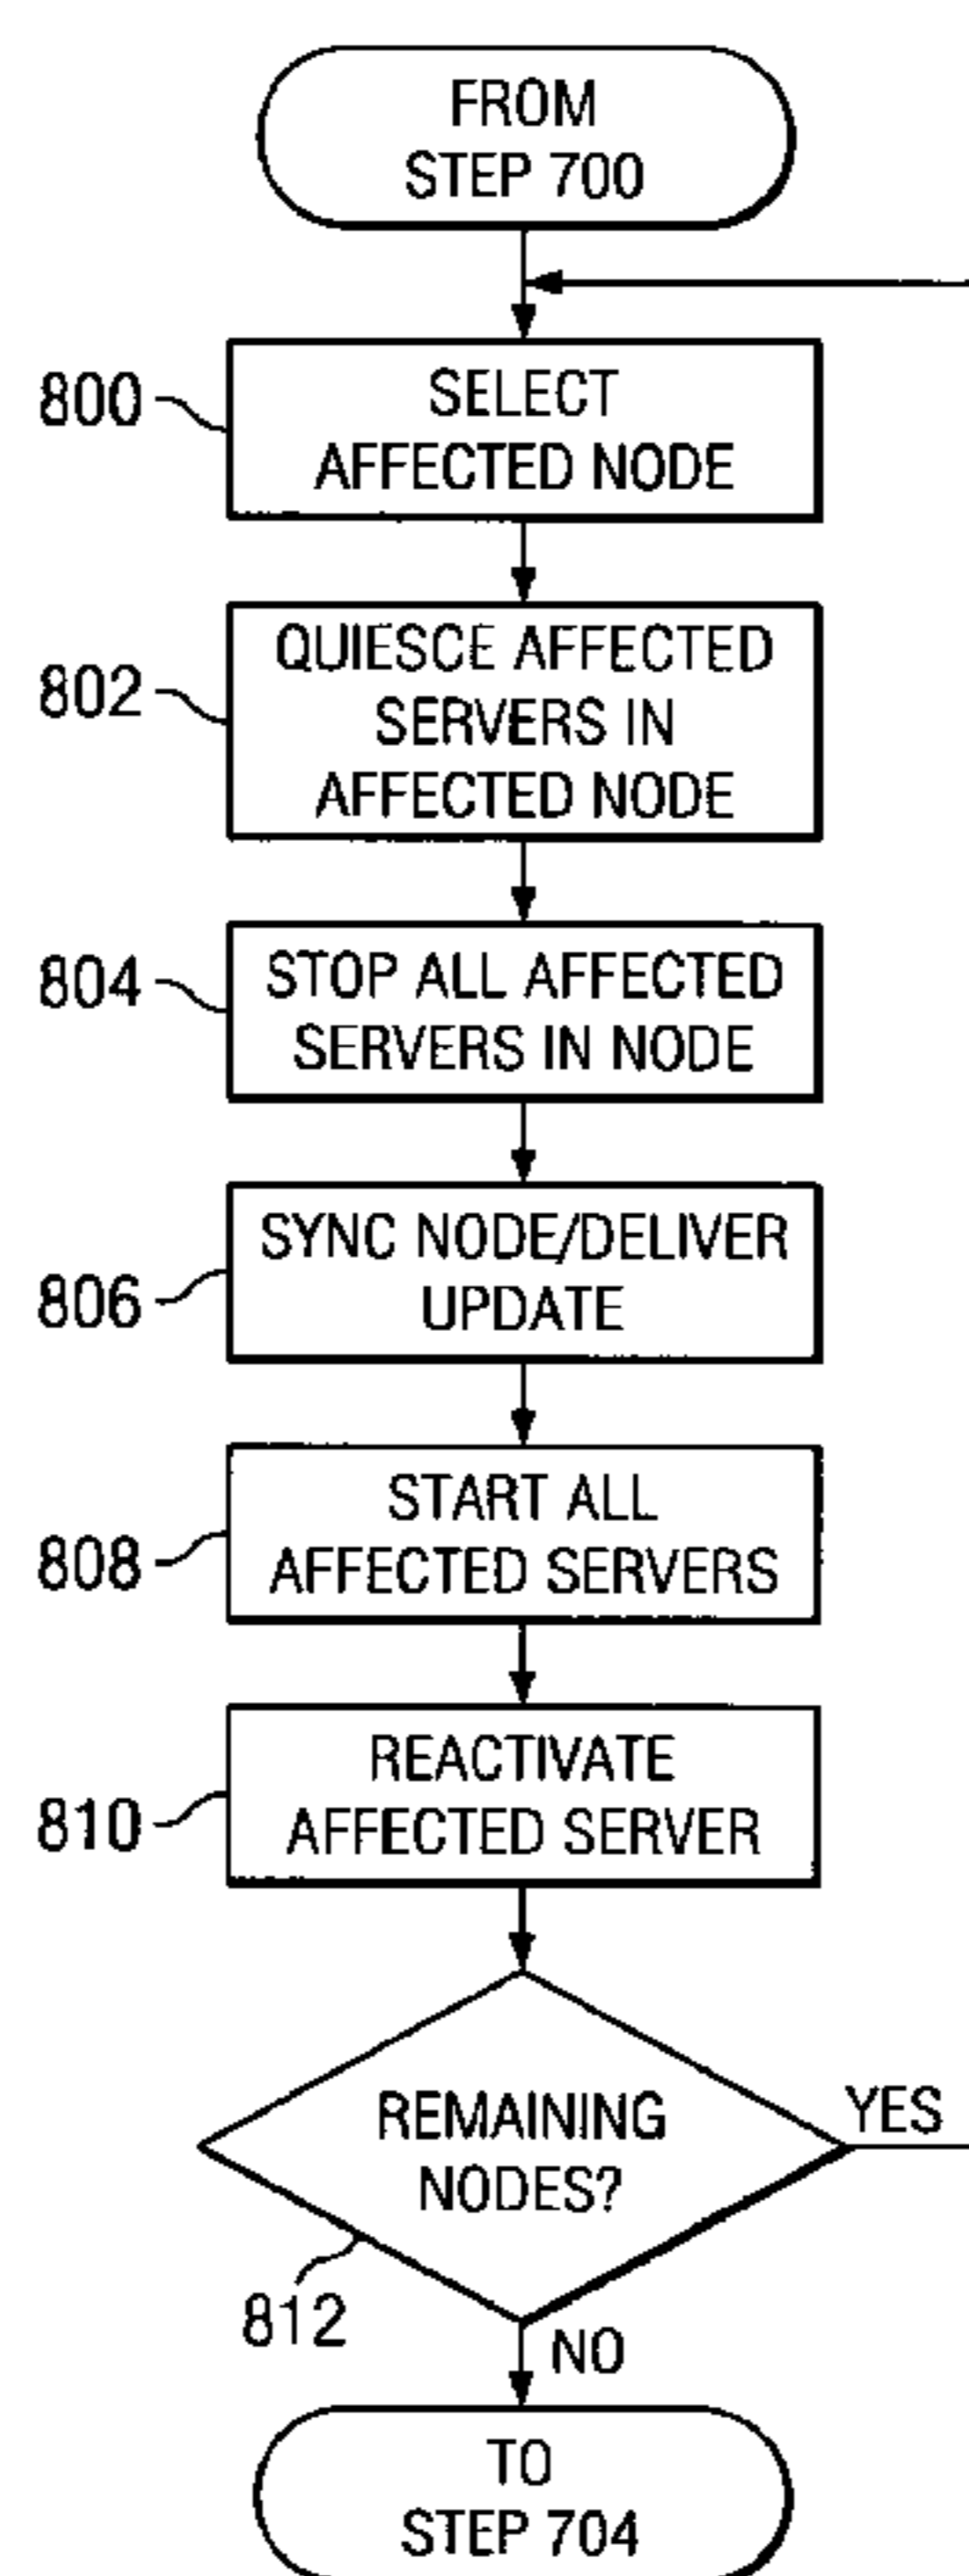 FROM
STEP 700
800
SELECT
AFFECTED NODE
802
QUIESCE AFFECTED
SERVERS IN
AFFECTED NODE
804
STOP ALL AFFECTED
SERVERS IN NODE
806
SYNC NODE/DELIVER
UPDATE
808
START ALL
AFFECTED SERVERS
810
REACTIVATE
AFFECTED SERVER
REMAINING
NODES?
YES
812
NO
TO
STEP 704